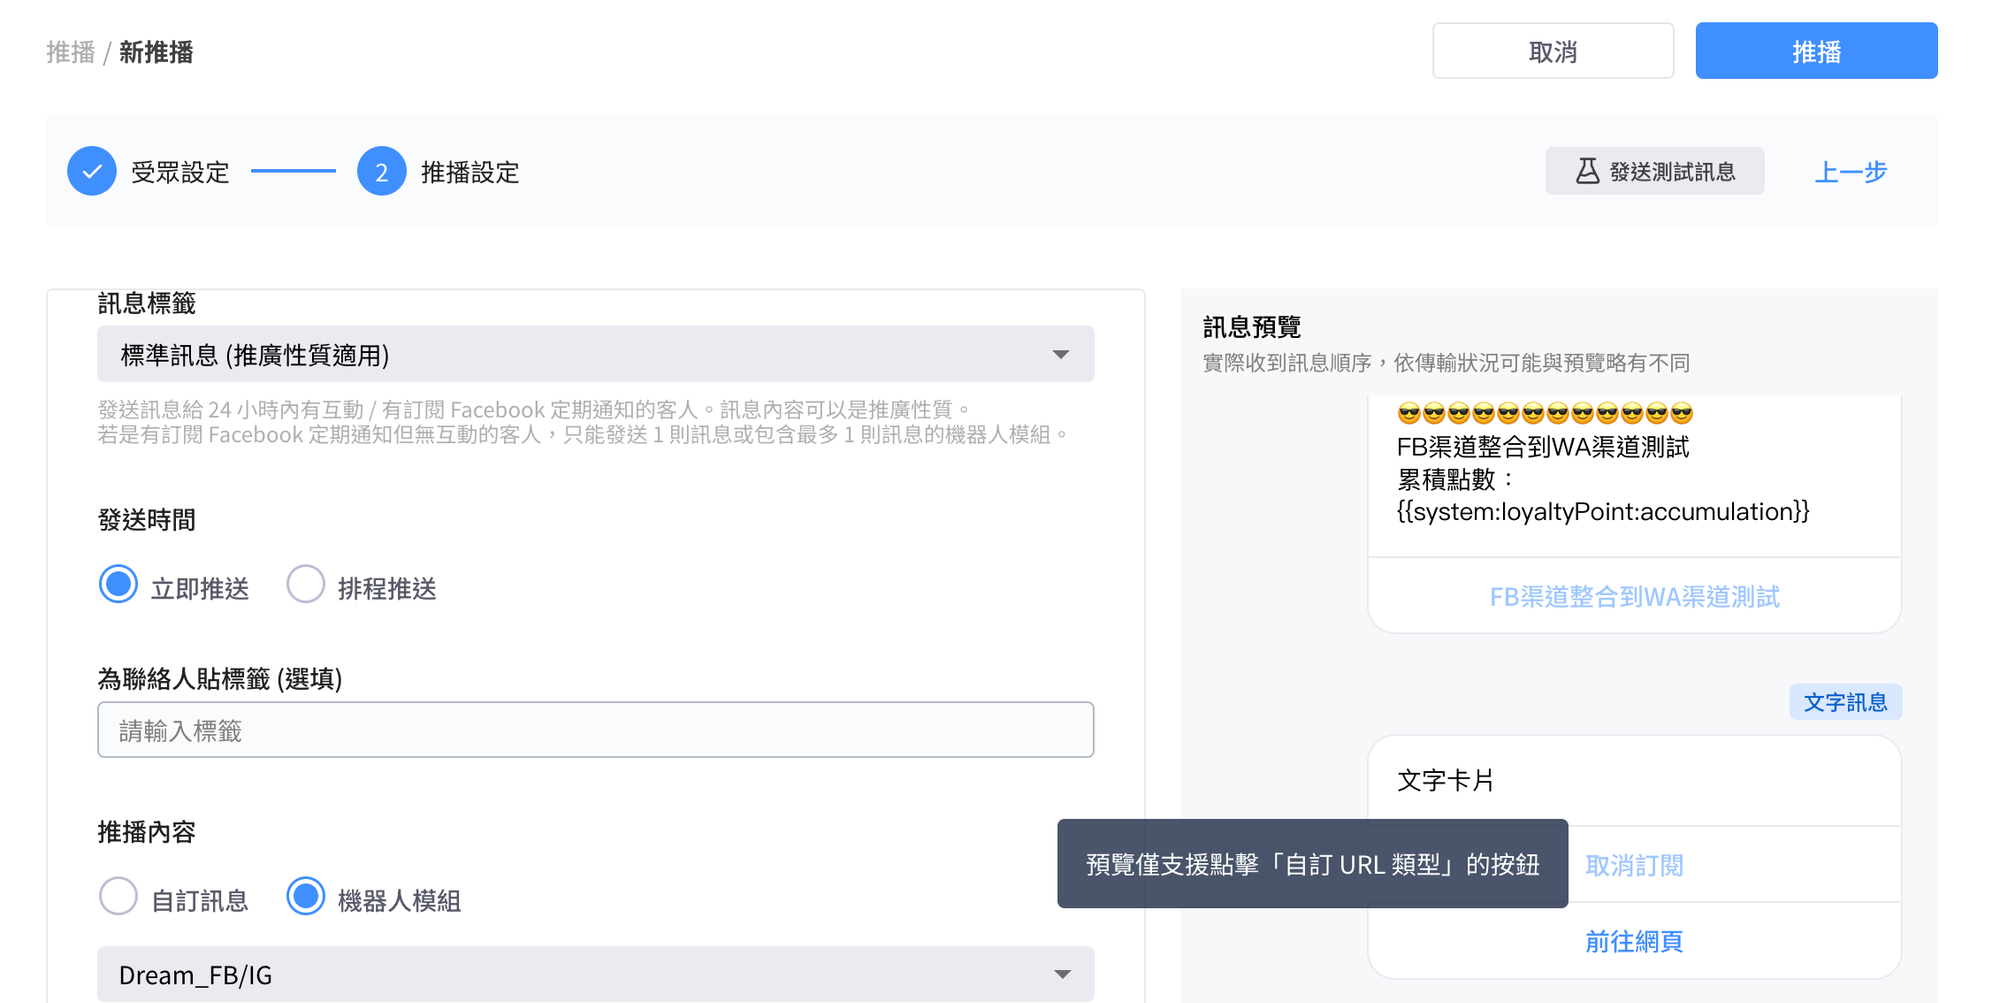 推播 / 新推播
取消
推播
受眾設定
2
推播設定
發送測試訊息
上一步
訊息標籤
標準訊息 (推廣性質適用)
發送訊息給 24 小時內有互動 / 有訂閱 Facebook 定期通知的客人。訊息內容可以是推廣性質。
若是有訂閱 Facebook 定期通知但無互動的客人，只能發送 1 則訊息或包含最多 1 則訊息的機器人模組。
發送時間
立即推送
排程推送
為聯絡人貼標籤 (選填)
請輸入標籤
推播內容
自訂訊息
機器人模組
Dream_FB/IG
訊息預覽
實際收到訊息順序，依傳輸狀況可能與預覽略有不同
😎😎😎😎😎😎😎😎😎😎😎😎
FB渠道整合到WA渠道測試
累積點數：
{{system:loyaltyPoint:accumulation}}
FB渠道整合到WA渠道測試
文字訊息
文字卡片
預覽僅支援點擊「自訂 URL 類型」的按鈕
取消訂閱
前往網頁